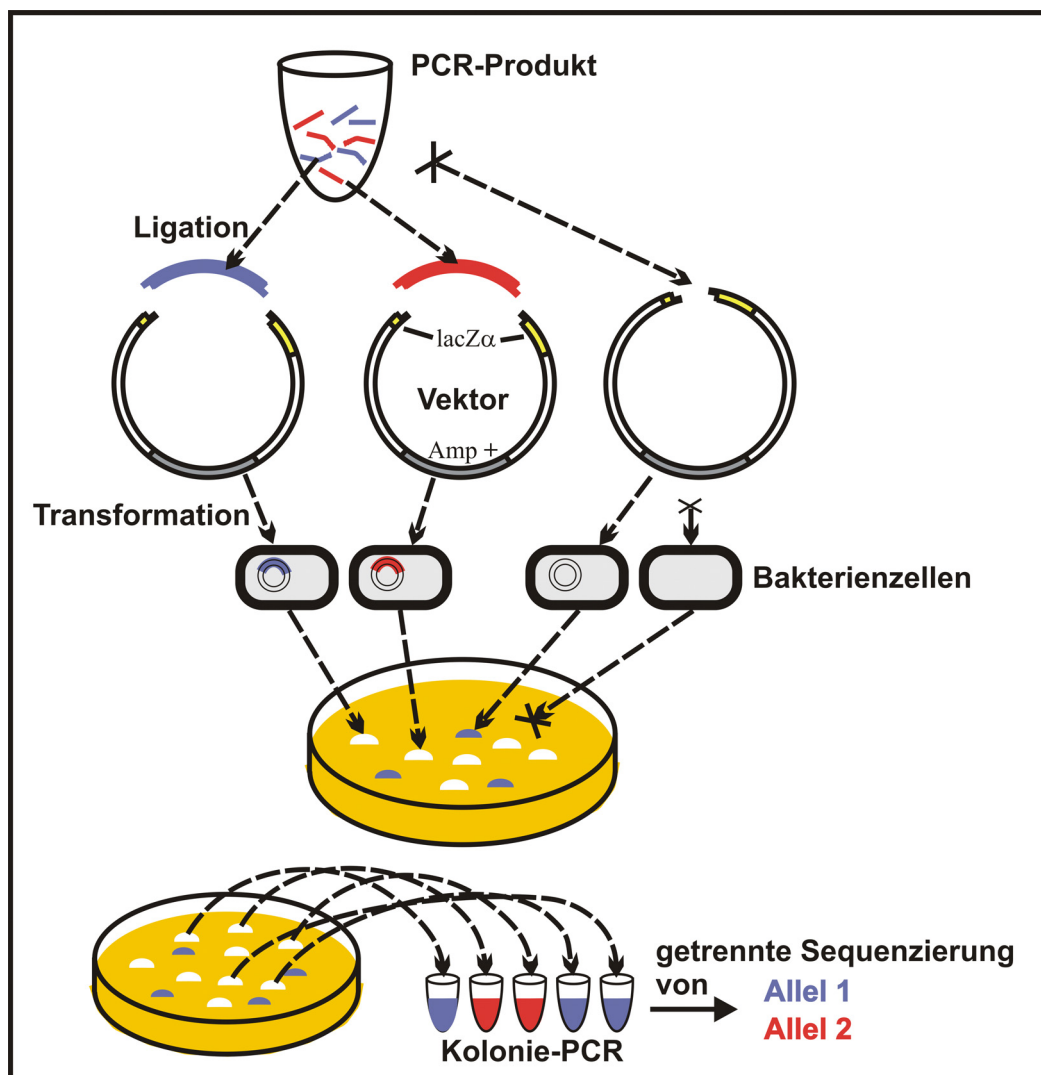 PCR-Produkt
Ligation
lacZα
Vektor
Amp +
Transformation
Bakterienzellen
getrennte Sequenzierung
von
Allel 1
Allel 2
Kolonie-PCR